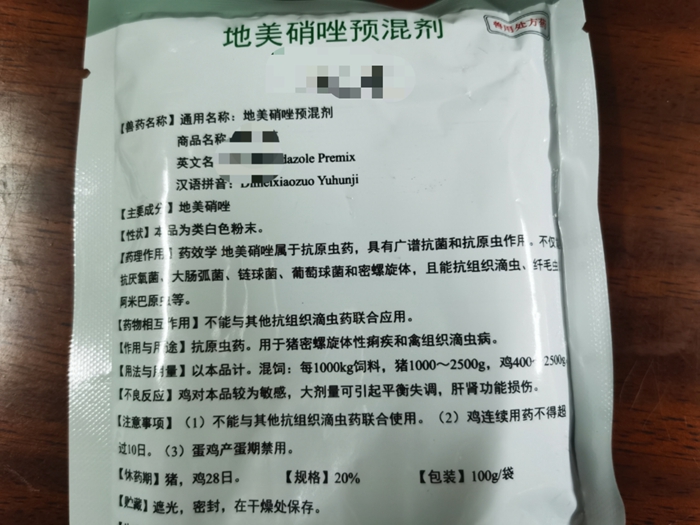 地美硝唑预混剂
兽用处方药
【兽药名称】通用名称：地美硝唑预混剂
商品名称
英文名 dazole Premix
汉语拼音：Dimeixiaozuo Yuhunji
【主要成分】地美硝唑
【性状】本品为类白色粉末。
【药理作用】药效学 地美硝唑属于抗原虫药，具有广谱抗菌和抗原虫作用。不仅
抗厌氧菌、大肠弧菌、链球菌、葡萄球菌和密螺旋体，且能抗组织滴虫、纤毛虫
阿米巴原虫等。
【药物相互作用】不能与其他抗组织滴虫药联合应用。
【作用与用途】抗原虫药。用于猪密螺旋体性痢疾和禽组织滴虫病。
【用法与用量】以本品计。混饲：每1000kg饲料，猪1000～2500g，鸡400～2500g
【不良反应】鸡对本品较为敏感，大剂量可引起平衡失调，肝肾功能损伤。
【注意事项】（1）不能与其他抗组织滴虫药联合使用。（2）鸡连续用药不得超
过10日。（3）蛋鸡产蛋期禁用。
【休药期】猪，鸡28日。 【规格】20% 【包装】100g/袋
【贮藏】遮光，密封，在干燥处保存。